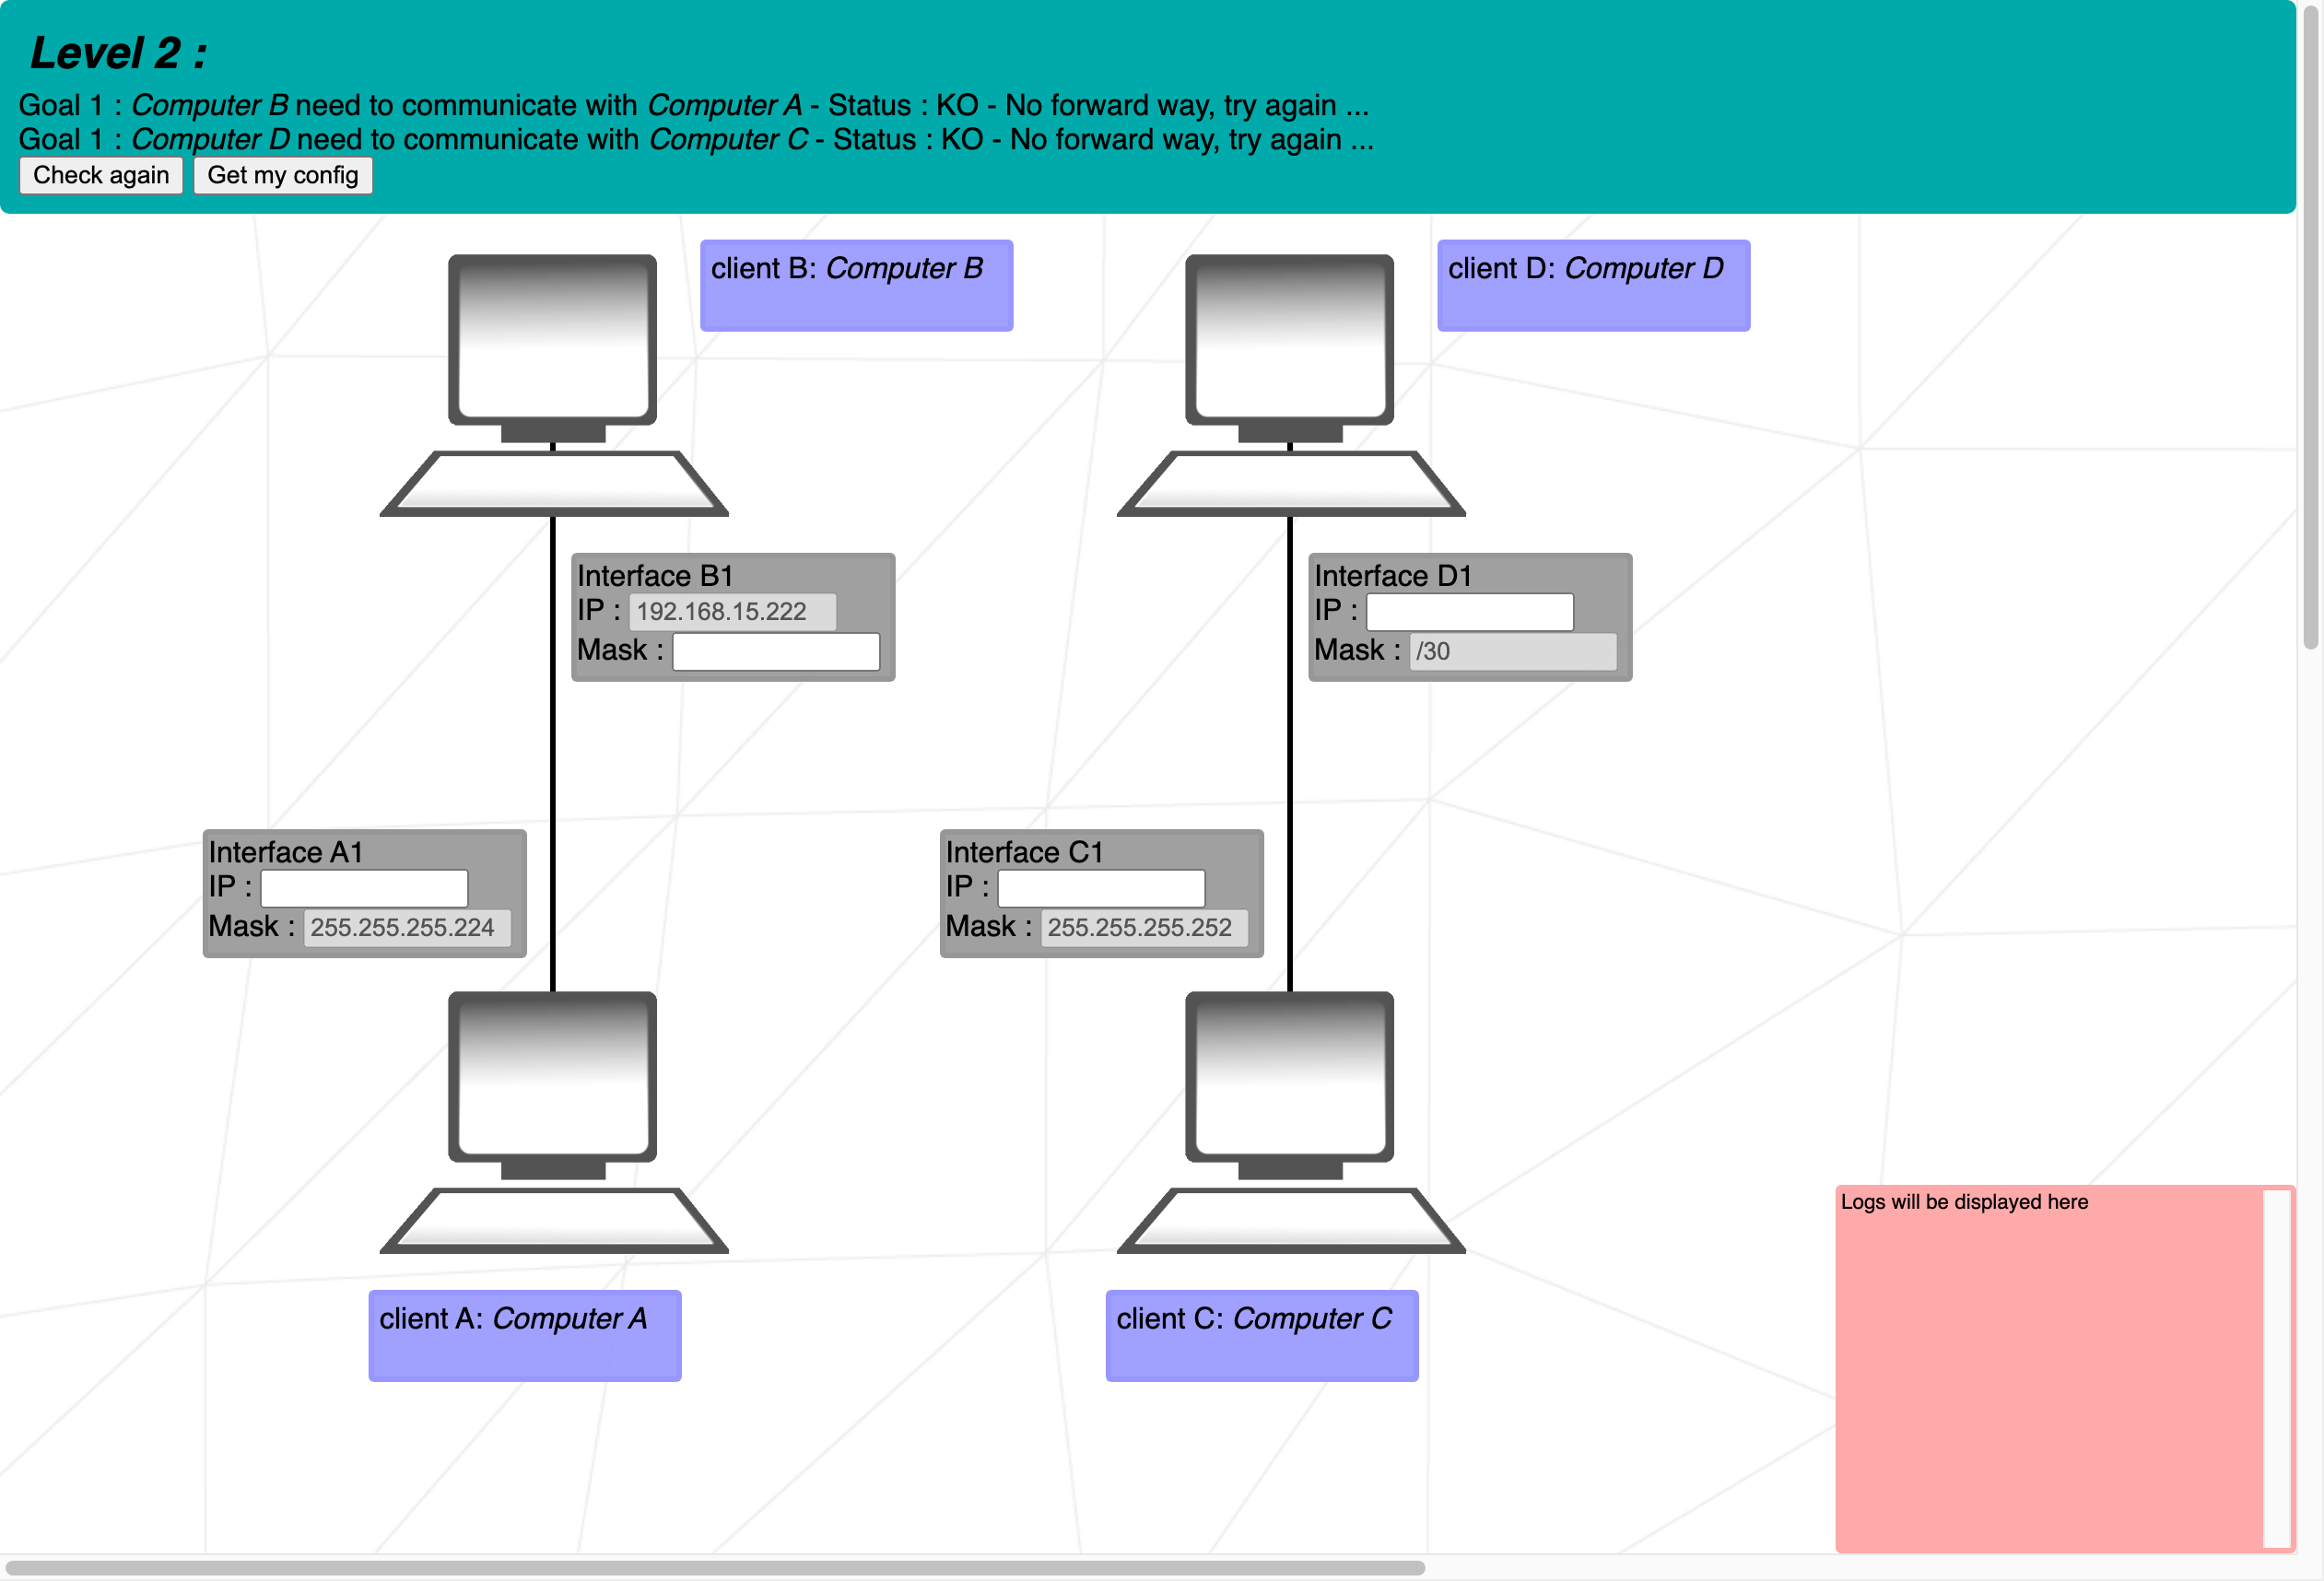 Level 2 :
Goal 1 : Computer B need to communicate with Computer A - Status : KO - No forward way, try again ...
Goal 1 : Computer D need to communicate with Computer C - Status : KO - No forward way, try again ...
Check again Get my config
client B: Computer B
client D: Computer D
Interface B1
IP : 192.168.15.222
Mask :
Interface D1
IP :
Mask : /30
Interface A1
IP :
Mask : 255.255.255.224
Interface C1
IP :
Mask : 255.255.255.252
Logs will be displayed here
client A: Computer A
client C: Computer C